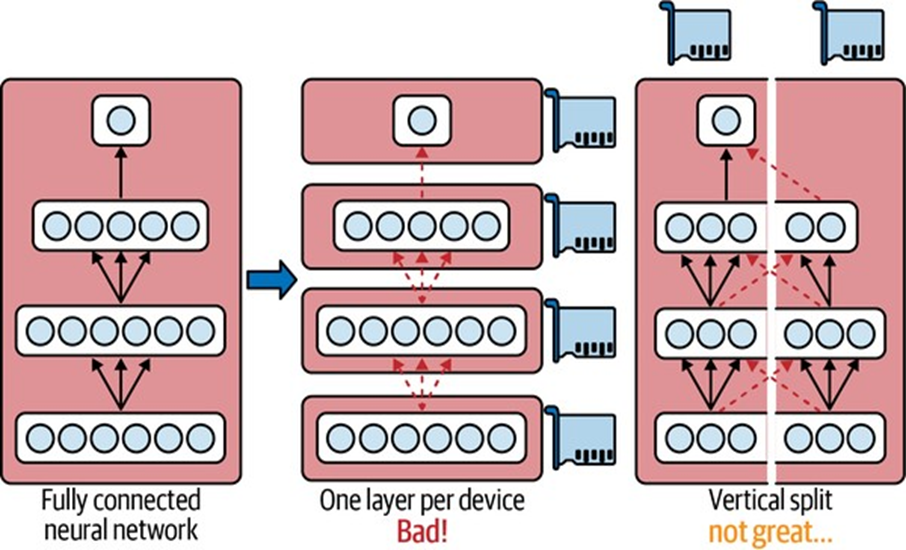 Fully connected
neural network
One layer per device
Bad!
Vertical split
not great...